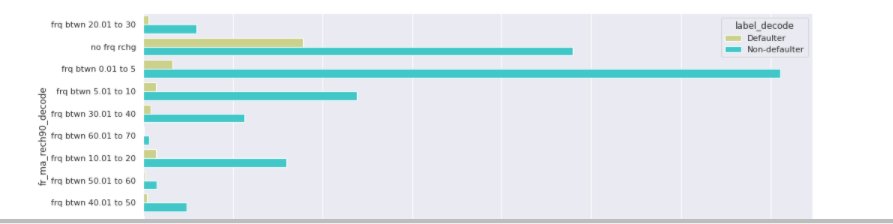 frq btwn 20.01 to 30
no frq rchg
frq btwn 0.01 to 5
frq btwn 5.01 to 10
frq btwn 30.01 to 40
frq btwn 60.01 to 70
frq btwn 10.01 to 20
frq btwn 50.01 to 60
frq btwn 40.01 to 50
fr_ma_rech90_decode
label_decode
Defaulter
Non-defaulter